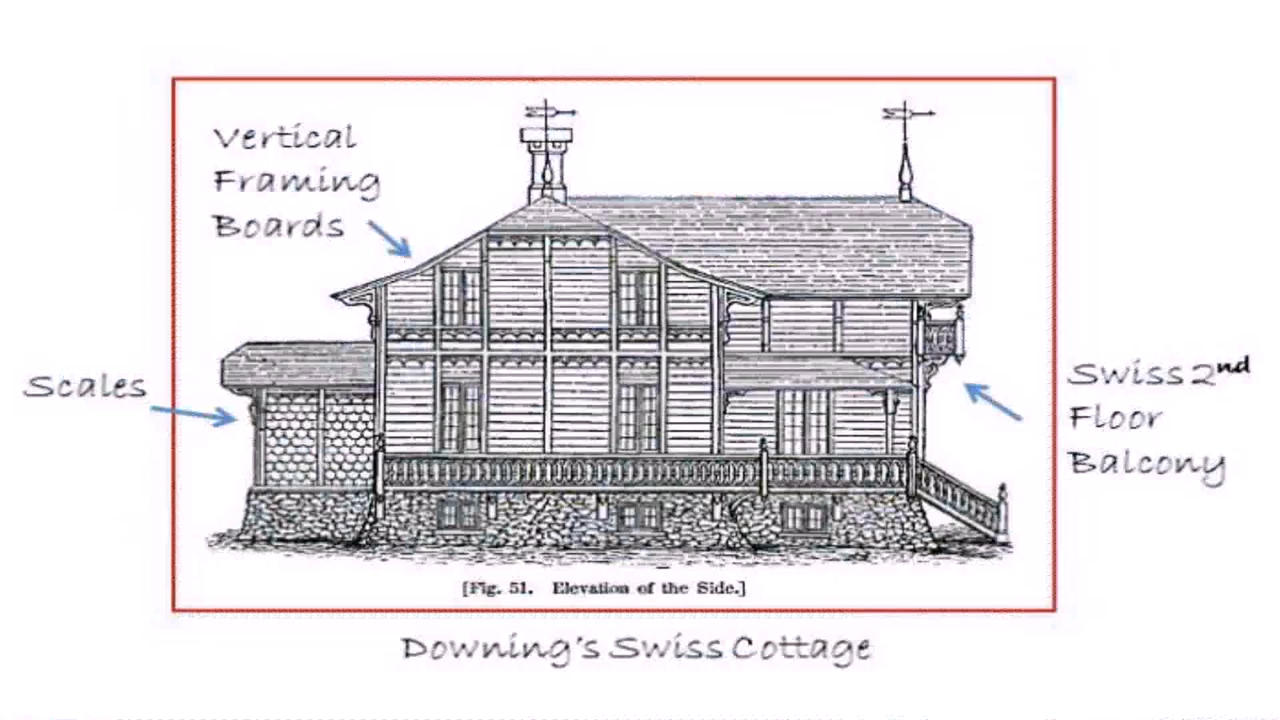 Vertical
Framing
Boards
Scales
Swiss 2nd
Floor
Balcony
[Fig. 51. Elevation of the Side.]
Downing's Swiss Cottage